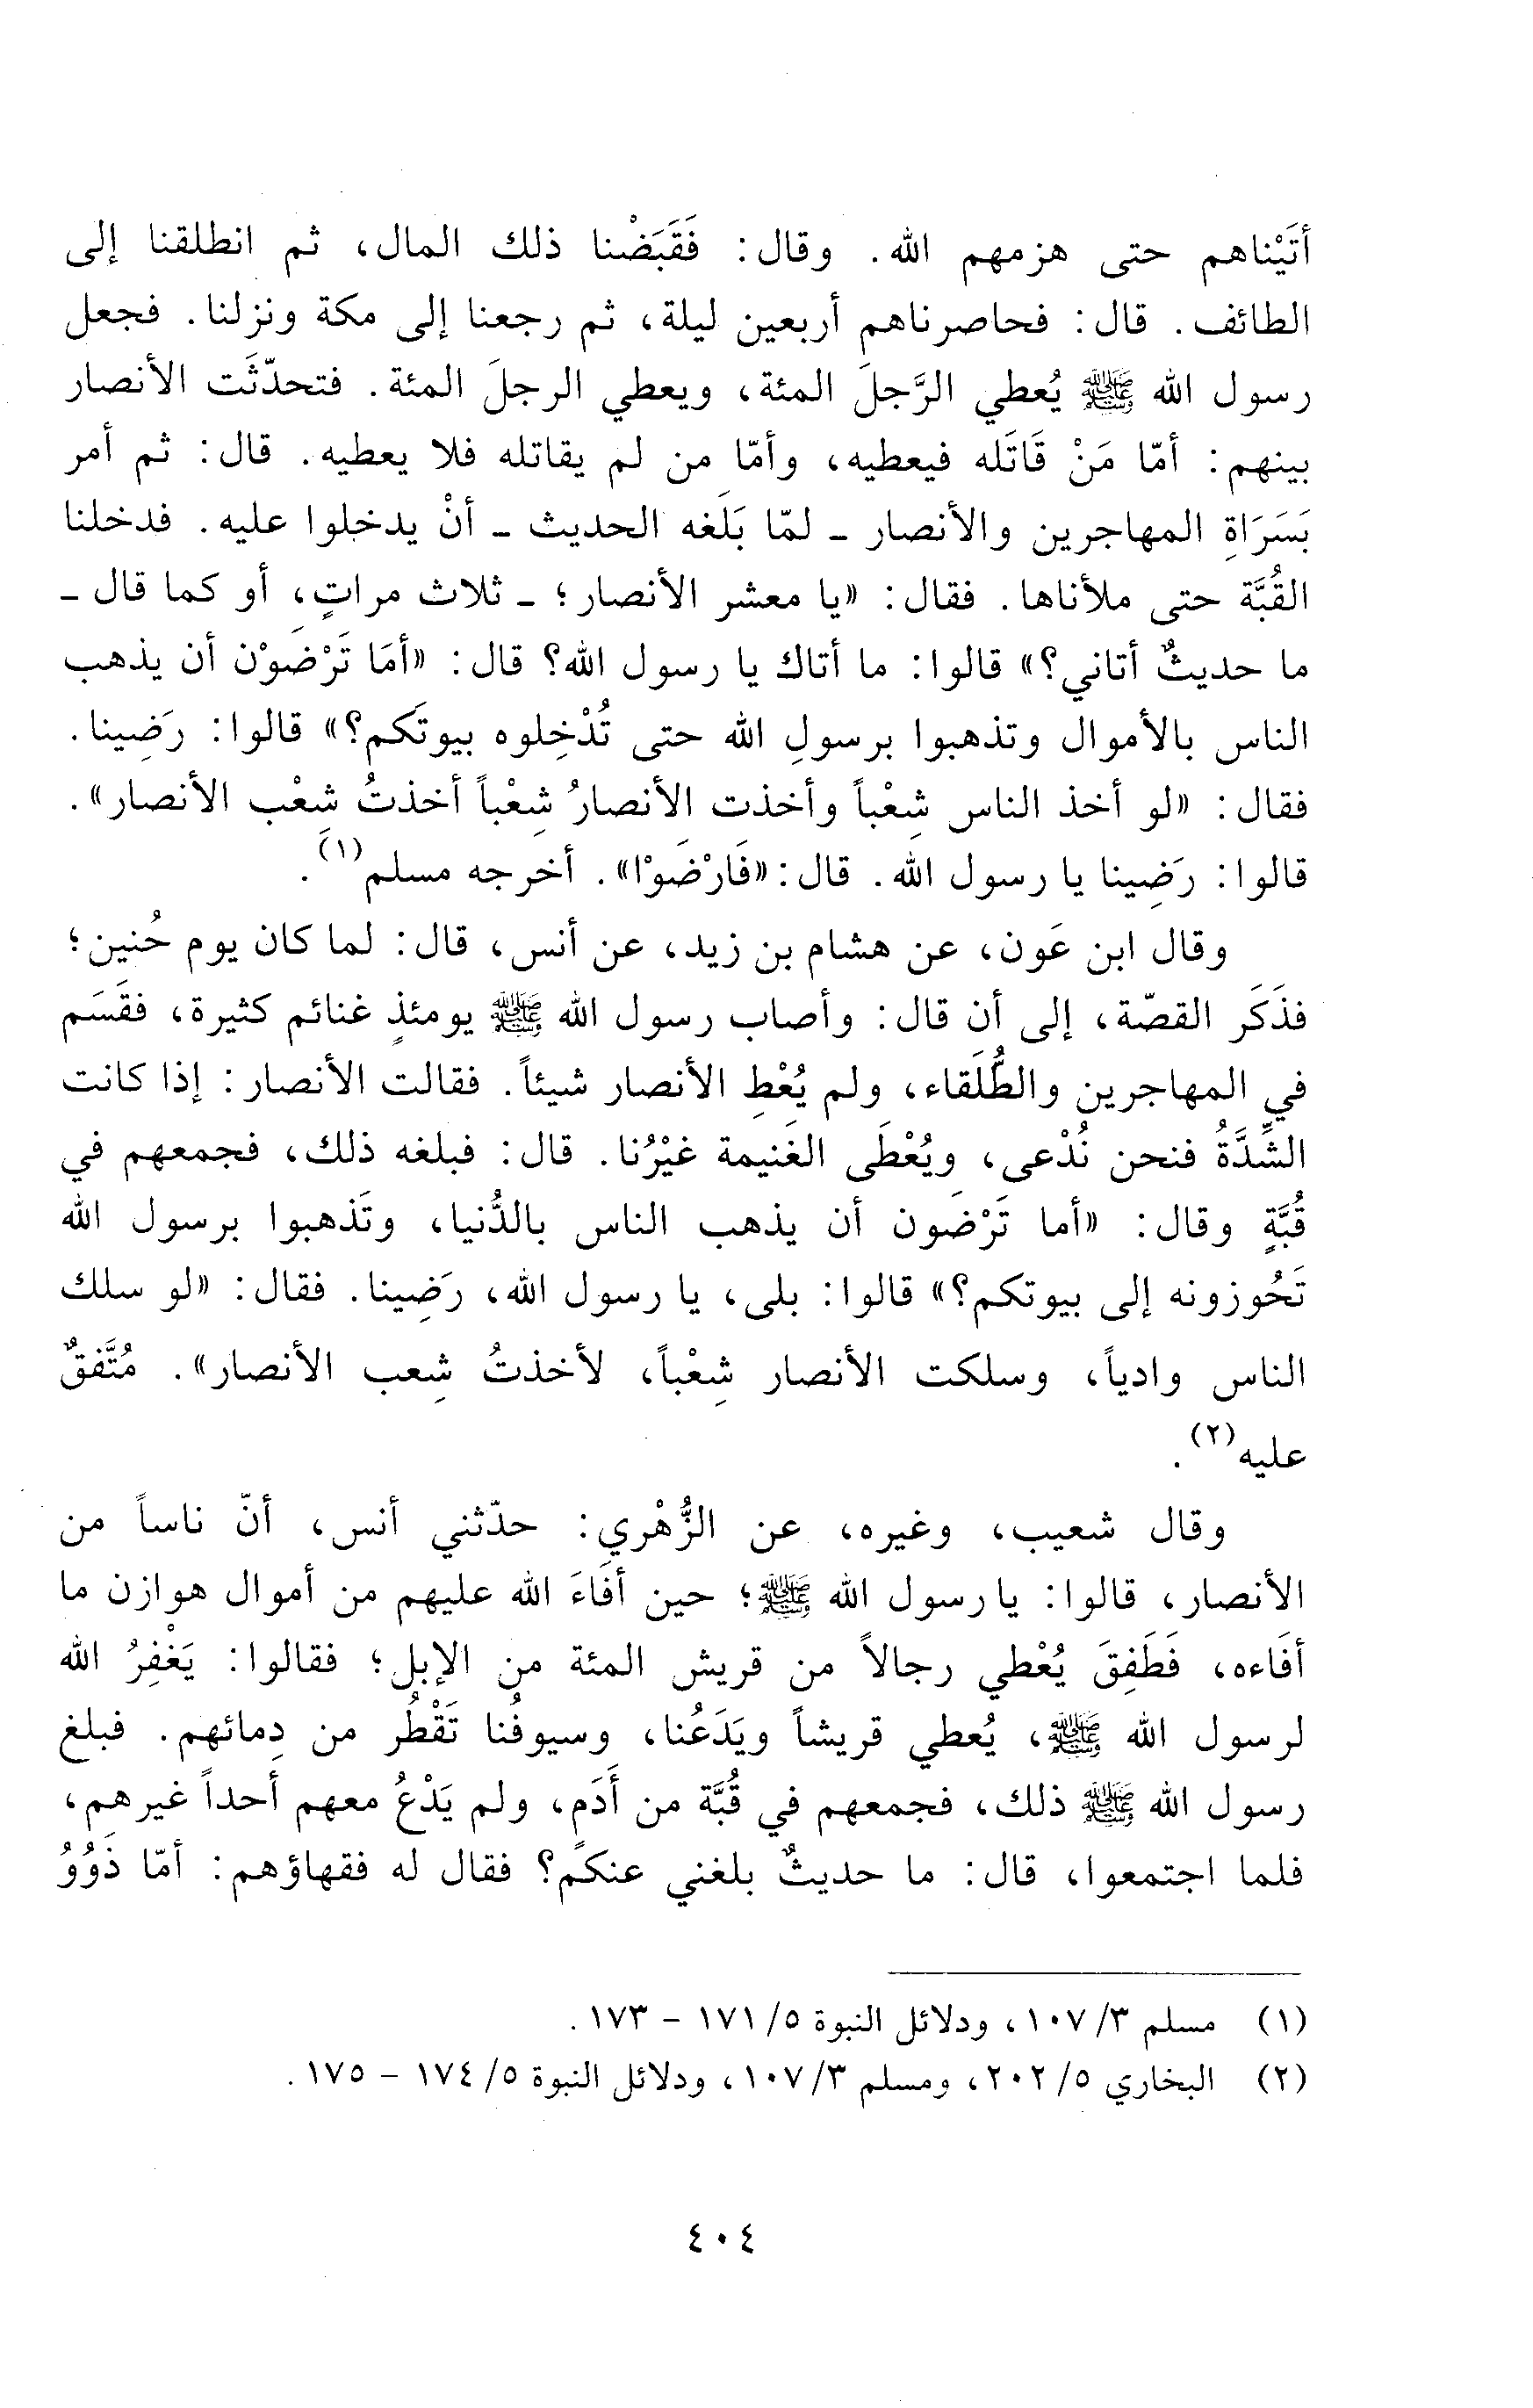 أتَيْناهم حتى هزمهم الله. وقال: فَقَبَضْنا ذلك المال، ثم انطلقنا إلى
الطائف. قال: فحاصرناهم أربعين ليلة، ثم رجعنا إلى مكة ونزلنا. فجعل
رسول الله ﷺ يُعطي الرَّجلَ المئة، ويعطي الرجلَ المئة. فتحدّثَت الأنصار
بينهم: أمّا مَنْ قَاتَله فيعطيه، وأمّا من لم يقاتله فلا يعطيه. قال: ثم أمر
بَسَرَاةِ المهاجرين والأنصار - لمّا بَلَغه الحديث - أنْ يدخلوا عليه. فدخلنا
القُبَّة حتى ملأناها. فقال: «يا معشر الأنصار؛ - ثلاث مراتٍ، أو كما قال -
ما حديثٌ أتاني؟» قالوا: ما أتاك يا رسول الله؟ قال: «أمَا تَرْضَوْن أن يذهب
الناس بالأموال وتذهبوا برسولِ الله حتى تُدْخِلوه بيوتَكم؟» قالوا: رَضِينا.
فقال: «لو أخذ الناس شِعْباً وأخذت الأنصارُ شِعْباً أخذتُ شِعْب الأنصار».
قالوا: رَضِينا يا رسول الله. قال: «فَارْضَوْا». أخرجه مسلم(١).
وقال ابن عَون، عن هشام بن زيد، عن أنس، قال: لما كان يوم حُنين؛
فذَكَر القصّة، إلى أن قال: وأصاب رسول الله ﷺ يومئذٍ غنائم كثيرة، فقَسَم
في المهاجرين والطُّلَقاء، ولم يُعْطِ الأنصار شيئاً. فقالت الأنصار: إذا كانت
الشِّدَّةُ فنحن نُدْعى، ويُعْطَى الغَنيمة غيْرُنا. قال: فبلغه ذلك، فجمعهم في
قُبَّةٍ وقال: «أما تَرْضَون أن يذهب الناس بالدُّنيا، وتَذهبوا برسول الله
تَحُوزونه إلى بيوتكم؟» قالوا: بلى، يا رسول الله، رَضِينا. فقال: «لو سلك
الناس وادياً، وسلكت الأنصار شِعْباً، لأخذتُ شِعب الأنصار». مُتَّفقٌ
عليه(٢).
وقال شعيب، وغيره، عن الزُّهْري: حدّثني أنس، أنّ ناساً من
الأنصار، قالوا: يا رسول الله ﷺ؛ حين أفَاءَ الله عليهم من أموال هوازن ما
أفَاءه، فَطَفِقَ يُعْطي رجالاً من قريش المئة من الإبل؛ فقالوا: يَغْفِرُ الله
لرسول الله ﷺ، يُعطي قريشاً ويَدَعُنا، وسيوفُنا تَقْطُر من دِمائهم. فبلغ
رسول الله ﷺ ذلك، فجمعهم في قُبَّة من أَدَمٍ، ولم يَدْعُ معهم أحداً غيرهم،
فلما اجتمعوا، قال: ما حديثٌ بلغني عنكم؟ فقال له فقهاؤهم: أمّا ذَوُوُ
(١) مسلم ٣/ ١٠٧، ودلائل النبوة ٥/ ١٧١ - ١٧٣.
(٢) البخاري ٥/ ٢٠٢، ومسلم ٣/ ١٠٧، ودلائل النبوة ٥/ ١٧٤ - ١٧٥.
٤٠٤